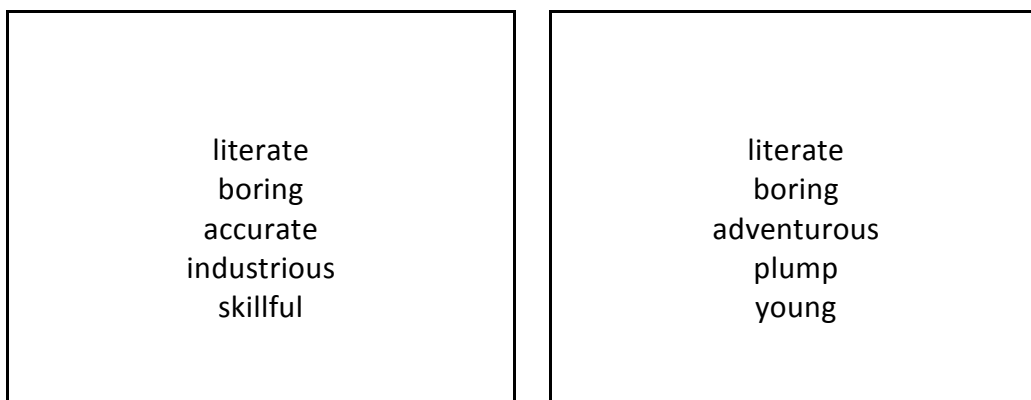 literate
boring
accurate
industrious
skillful
literate
boring
adventurous
plump
young